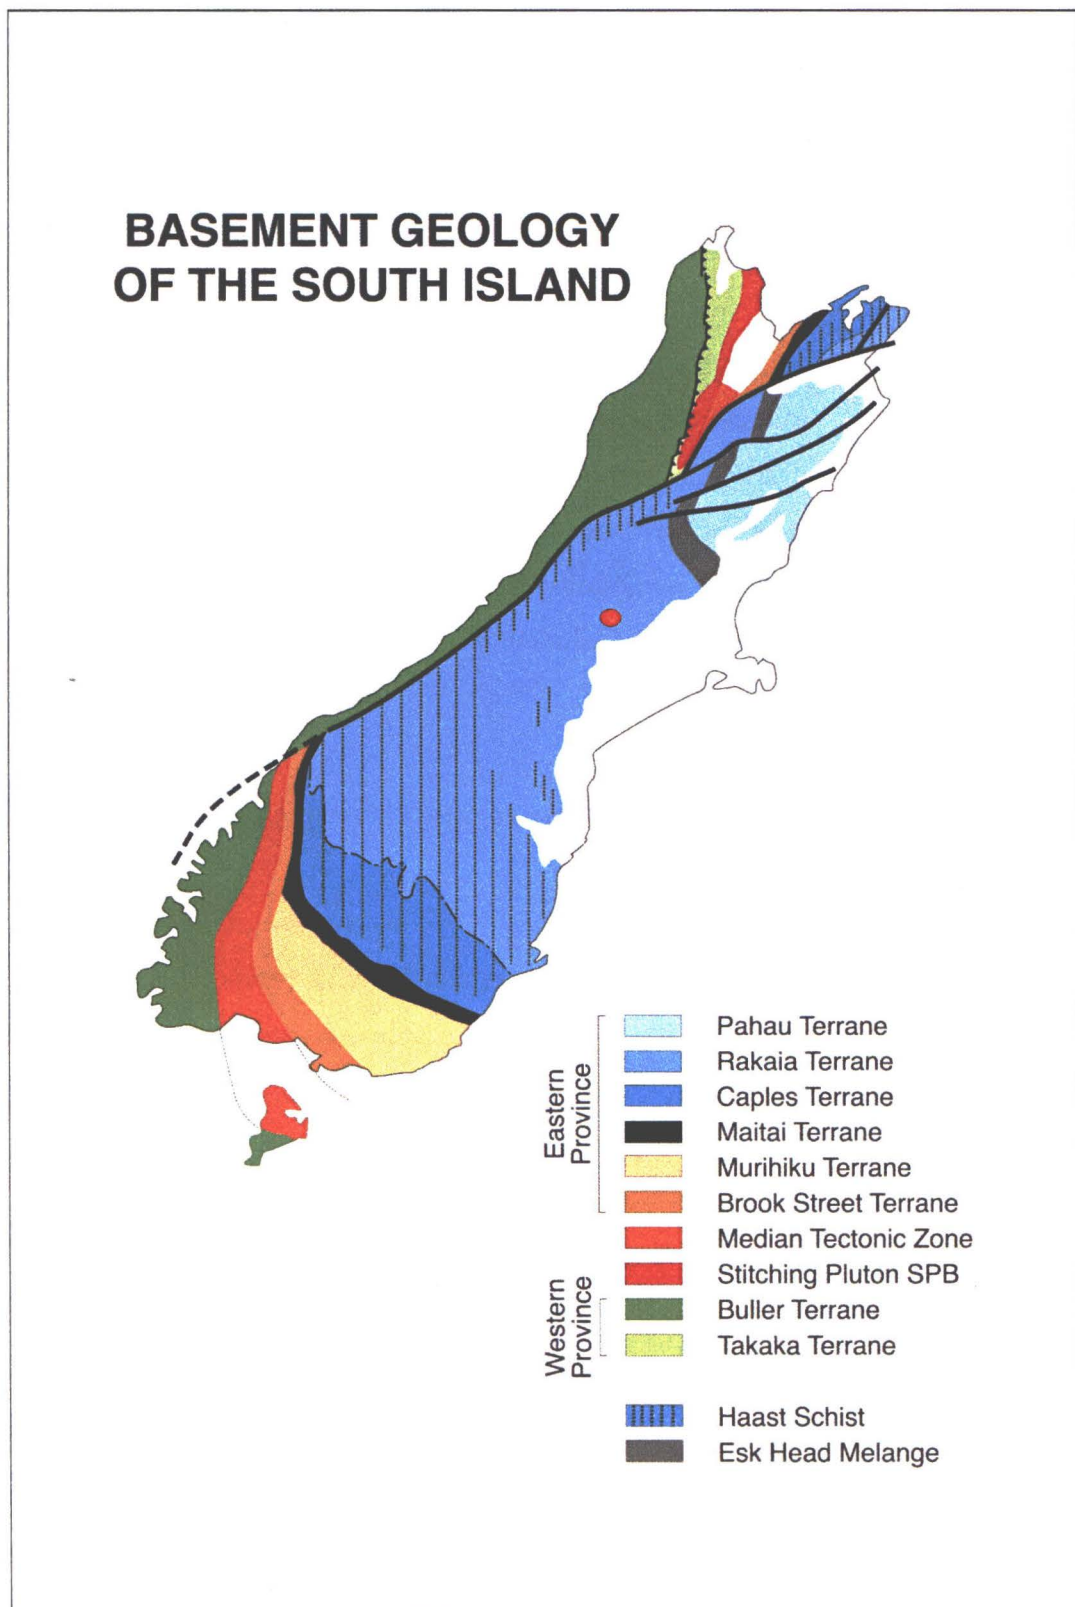 BASEMENT GEOLOGY
OF THE SOUTH ISLAND
Eastern
Province
Pahau Terrane
Rakaia Terrane
Caples Terrane
Maitai Terrane
Murihiku Terrane
Brook Street Terrane
Median Tectonic Zone
Stitching Pluton SPB
Western
Province
Buller Terrane
Takaka Terrane
Haast Schist
Esk Head Melange